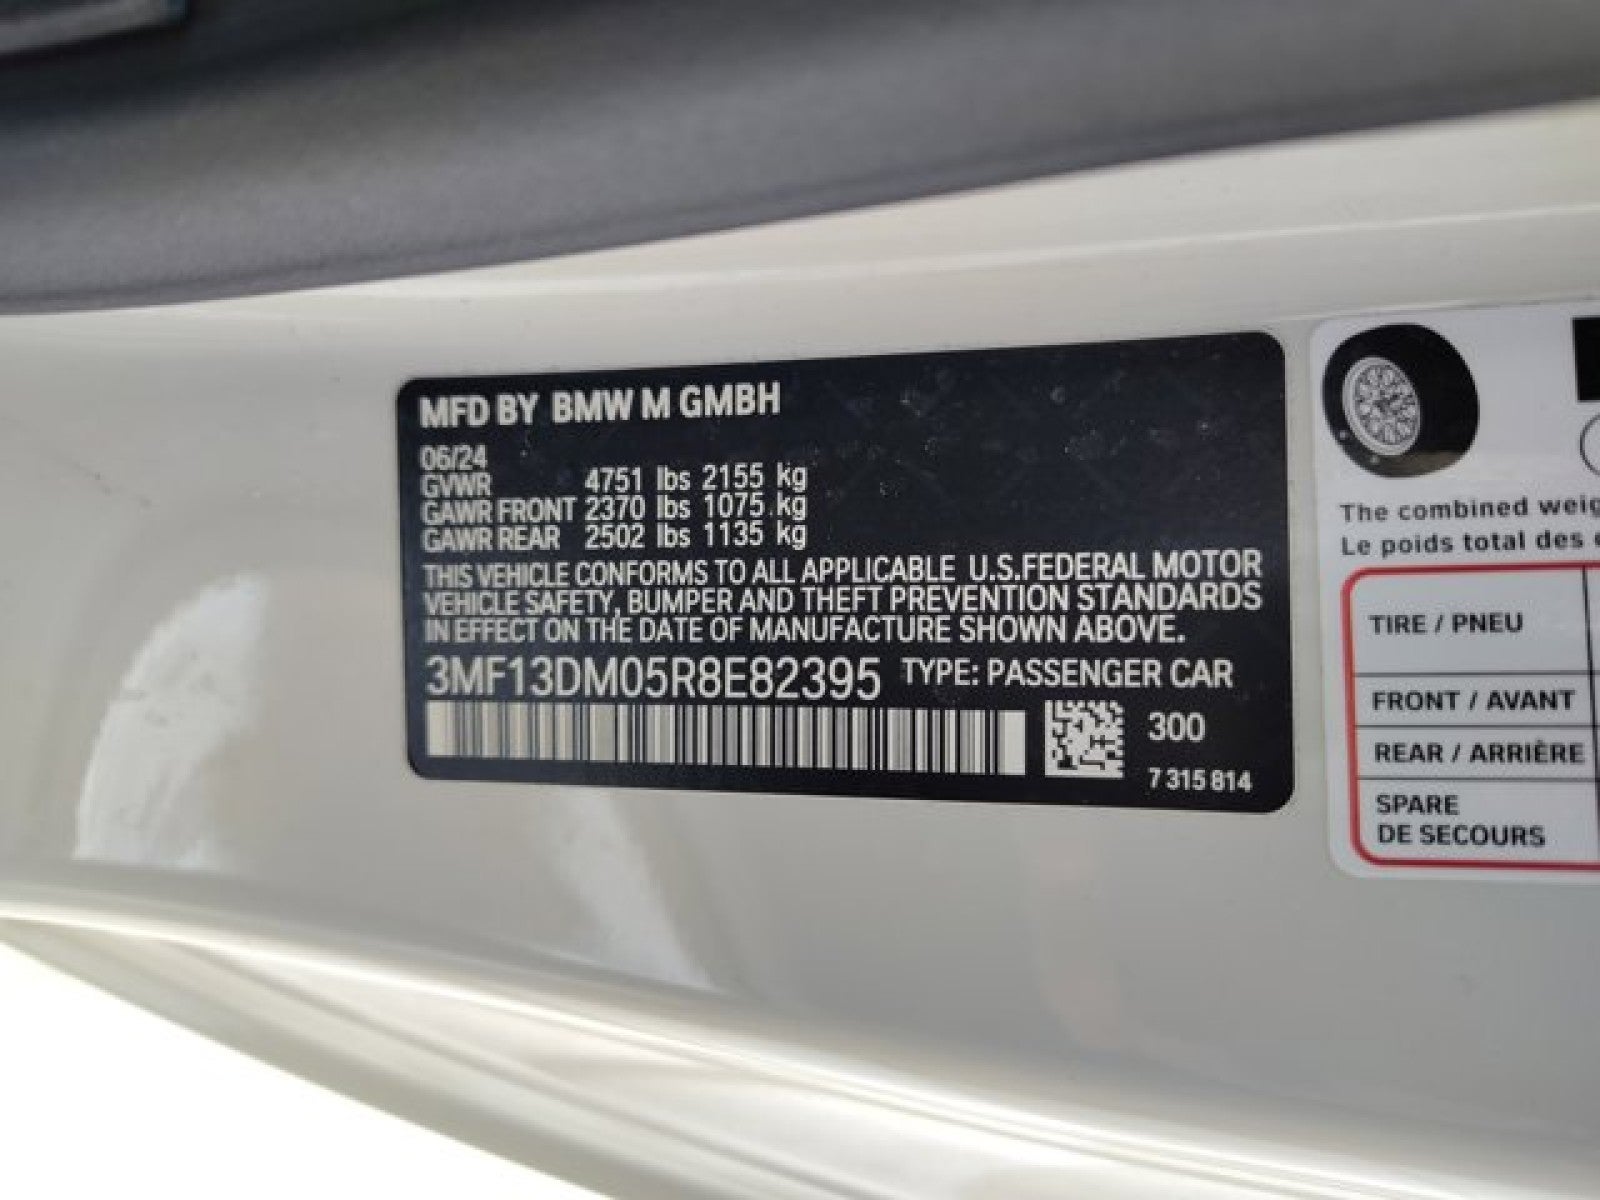 MFD BY BMW M GMBH
06/24
GVWR 4751 lbs 2155 kg
GAWR FRONT 2370 lbs 1075 kg
GAWR REAR 2502 lbs 1135 kg
THIS VEHICLE CONFORMS TO ALL APPLICABLE U.S.FEDERAL MOTOR
VEHICLE SAFETY, BUMPER AND THEFT PREVENTION STANDARDS
IN EFFECT ON THE DATE OF MANUFACTURE SHOWN ABOVE.
3MF13DM05R8E82395 TYPE: PASSENGER CAR
300
7 315 814
The combined weig
Le poids total des
TIRE / PNEU
FRONT / AVANT
REAR / ARRIÈRE
SPARE
DE SECOURS